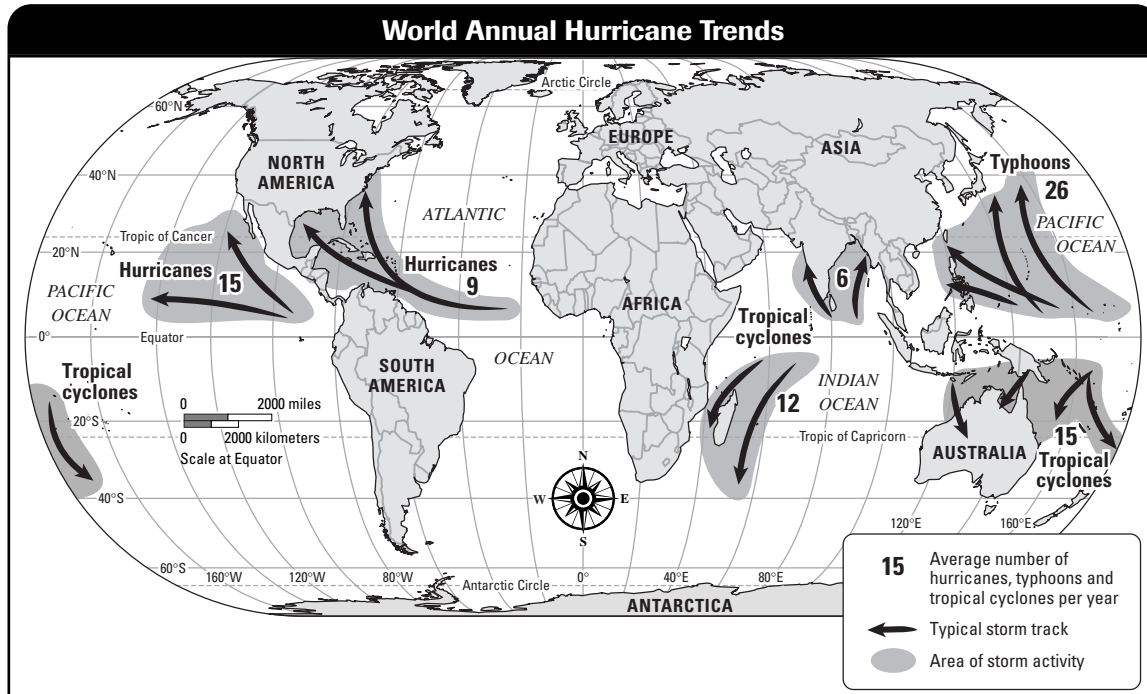 World Annual Hurricane Trends
Arctic Circle
60°N
EUROPE
ASIA
NORTH
AMERICA
Typhoons
26
40°N
ATLANTIC
PACIFIC
OCEAN
Tropic of Cancer
20°N
Hurricanes
15
Hurricanes
9
6
PACIFIC
OCEAN
AFRICA
Tropical
cyclones
0°
Equator
OCEAN
SOUTH
AMERICA
Tropical
cyclones
INDIAN
OCEAN
12
0 2000 miles
0 2000 kilometers
Scale at Equator
20°S
Tropic of Capricorn
15
Tropical
cyclones
AUSTRALIA
N
W E
S
40°S
120°E
160°E
60°S
160°W
120°W
80°W
0°
40°E
80°E
Antarctic Circle
ANTARCTICA
15 Average number of
hurricanes, typhoons and
tropical cyclones per year
Typical storm track
Area of storm activity